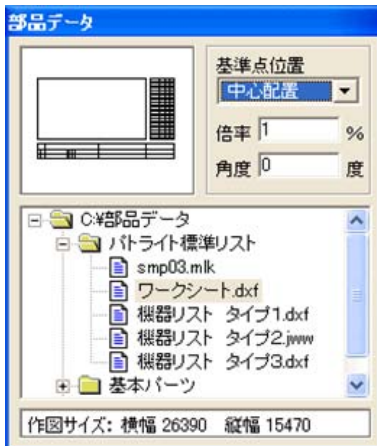 部品データ
基準点位置
中心配置
倍率 1 %
角度 0 度
C:¥部品データ
パトライト標準リスト
smp03.mlk
ワークシート.dxf
機器リスト タイプ1.dxf
機器リスト タイプ2.jww
機器リスト タイプ3.dxf
基本パーツ
作図サイズ: 横幅 26390 縦幅 15470